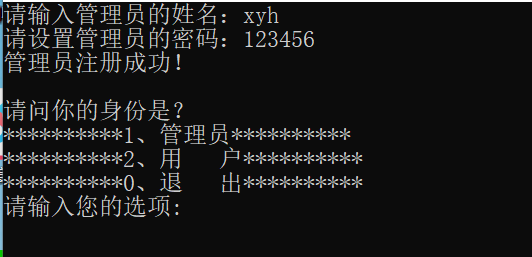 请输入管理员的姓名：xyh
请设置管理员的密码：123456
管理员注册成功！
请问你的身份是？
**********1、管理员**********
**********2、用   户**********
**********0、退   出**********
请输入您的选项: